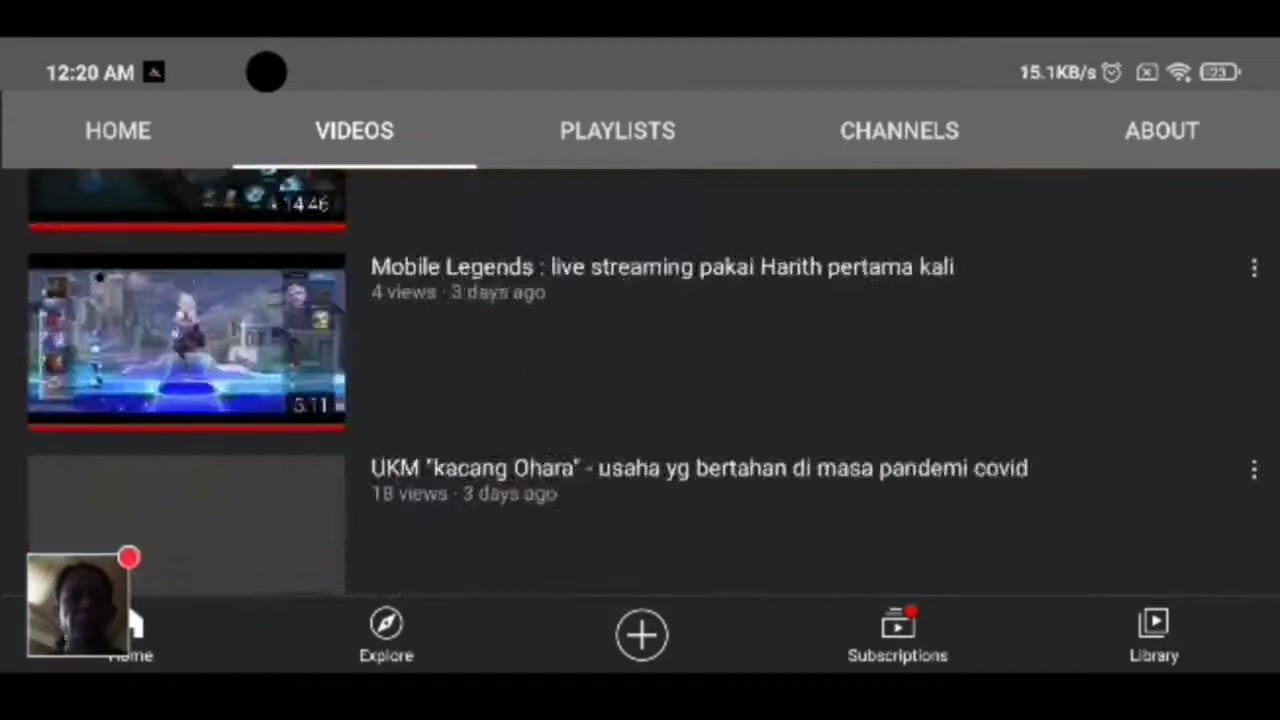 12:20 AM
15.1KB/s
23
HOME
VIDEOS
PLAYLISTS
CHANNELS
ABOUT
14:46
Mobile Legends : live streaming pakai Harith pertama kali
4 views · 3 days ago
5:11
UKM "kacang Ohara" - usaha yg bertahan di masa pandemi covid
18 views · 3 days ago
Home
Explore
Subscriptions
Library